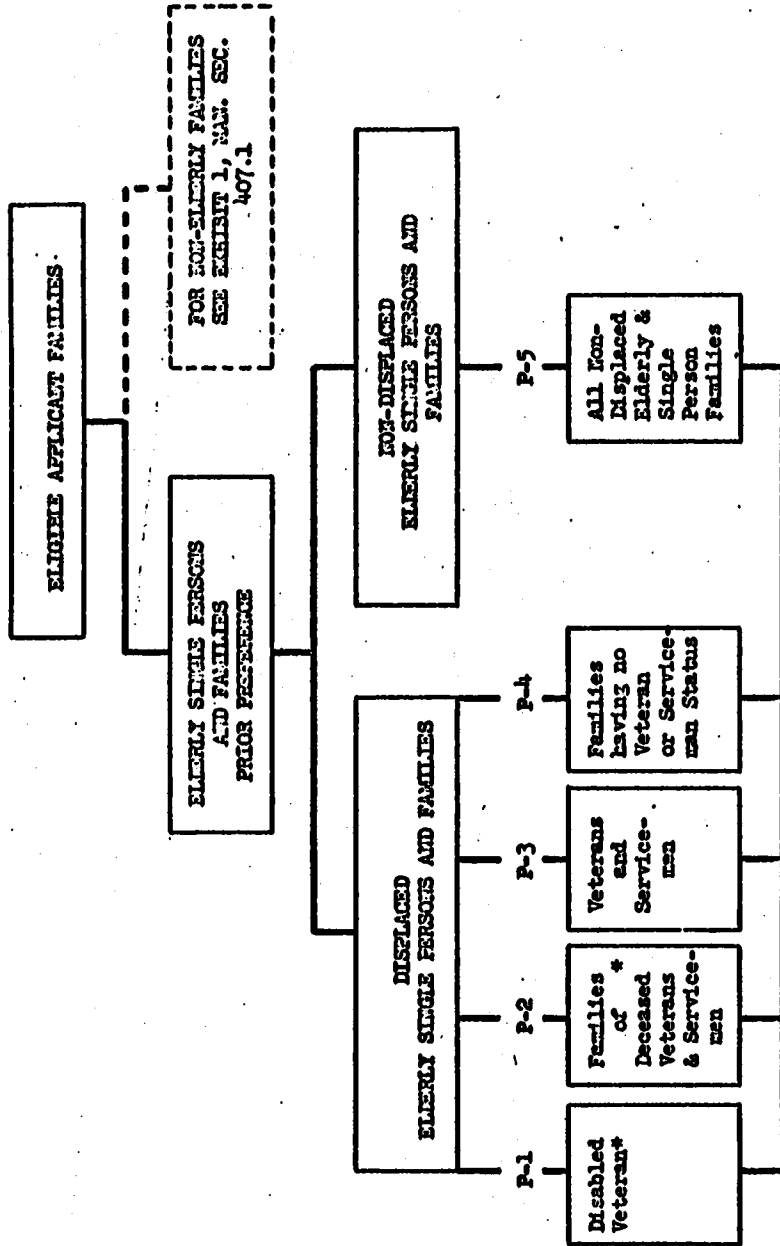 ELIGIBLE APPLICANT FAMILIES
FOR NON-ELDERLY FAMILIES
SEE EXHIBIT 1, MAN. SEC.
407.1
ELDERLY SINGLE PERSONS
AND FAMILIES
PRIOR PREFERENCE
DISPLACED
ELDERLY SINGLE PERSONS AND FAMILIES
NON-DISPLACED
ELDERLY SINGLE PERSONS AND
FAMILIES
P-1
P-2
P-3
P-4
P-5
Disabled
Veteran*
Families *
of
Deceased
Veterans
& Service-
men
Veterans
and
Service-
men
Families
having no
Veteran
or Service-
man Status
All Non-
Displaced
Elderly &
Single
Person
Families